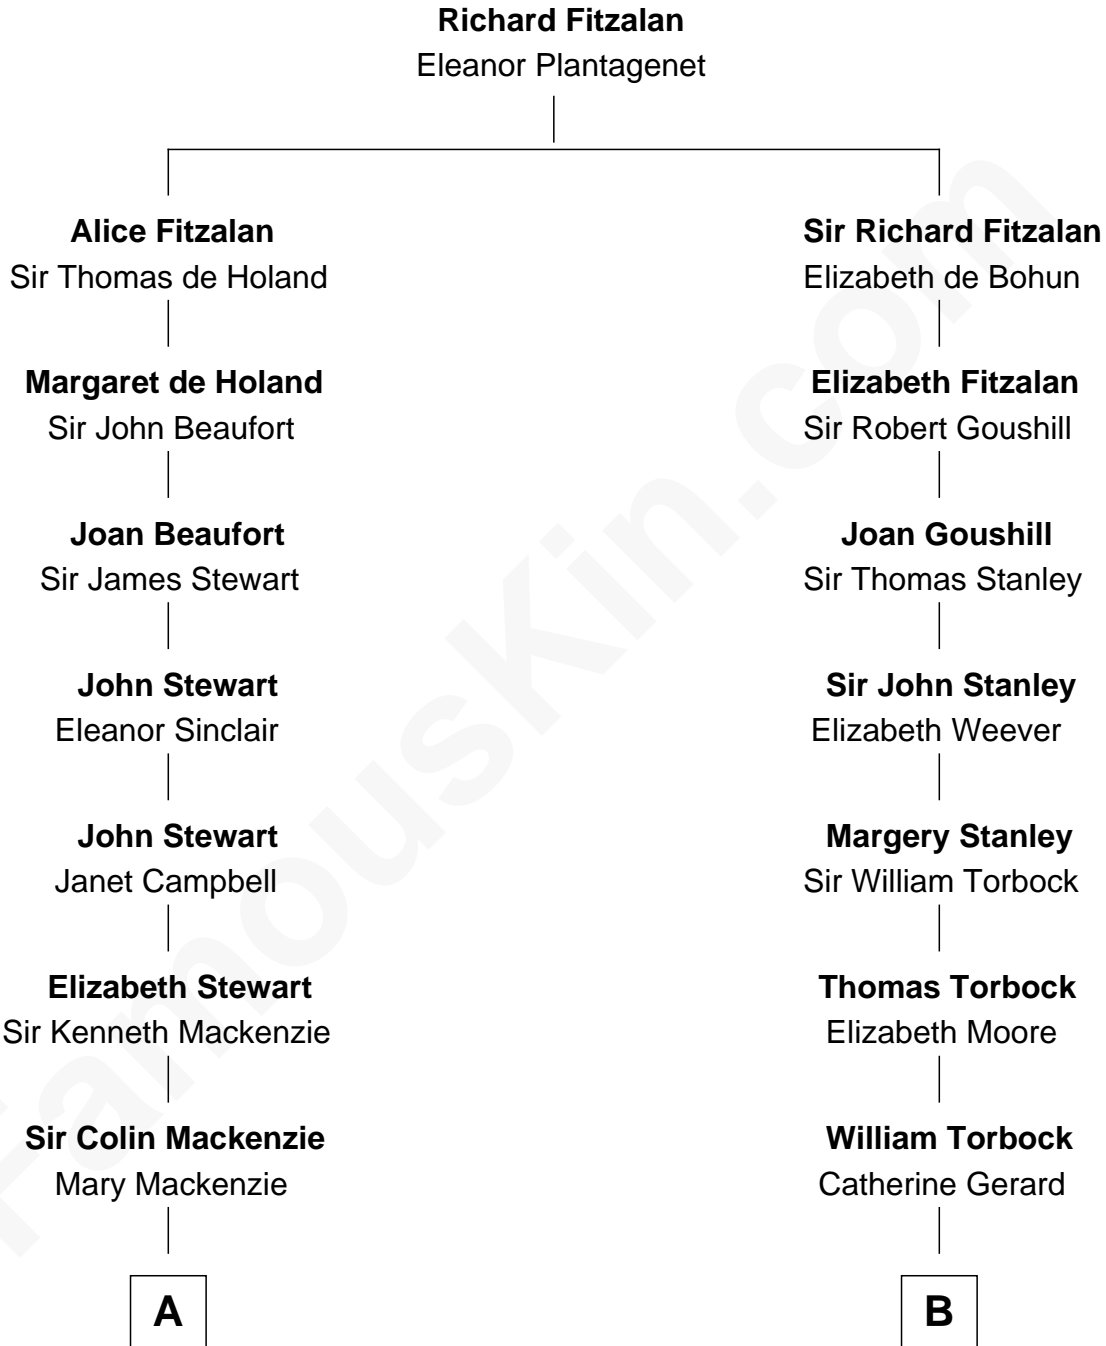 Richard Fitzalan
Eleanor Plantagenet
Alice Fitzalan
Sir Thomas de Holand
Margaret de Holand
Sir John Beaufort
Joan Beaufort
Sir James Stewart
John Stewart
Eleanor Sinclair
John Stewart
Janet Campbell
Elizabeth Stewart
Sir Kenneth Mackenzie
Sir Colin Mackenzie
Mary Mackenzie
A
Sir Richard Fitzalan
Elizabeth de Bohun
Elizabeth Fitzalan
Sir Robert Goushill
Joan Goushill
Sir Thomas Stanley
Sir John Stanley
Elizabeth Weever
Margery Stanley
Sir William Torbock
Thomas Torbock
Elizabeth Moore
William Torbock
Catherine Gerard
B
FamousKin.com